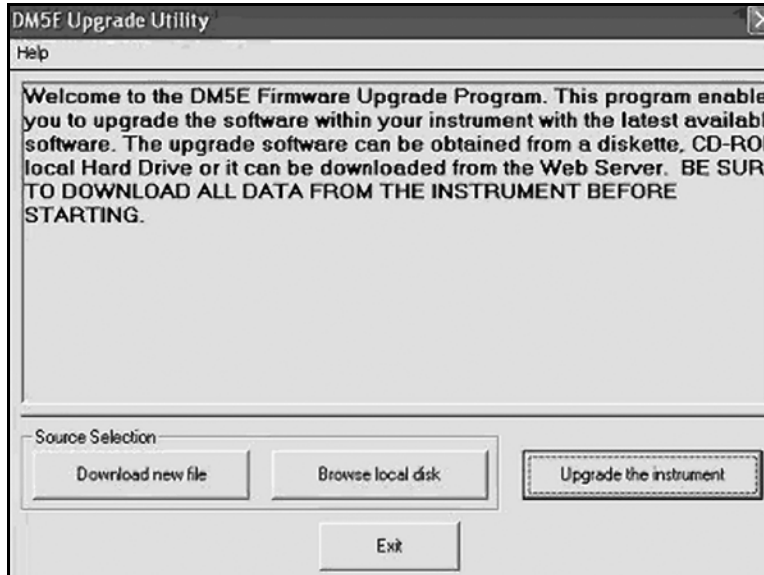 DM5E Upgrade Utility
Help
Welcome to the DM5E Firmware Upgrade Program. This program enable
you to upgrade the software within your instrument with the latest availabl
software. The upgrade software can be obtained from a diskette, CD-RO
local Hard Drive or it can be downloaded from the Web Server. BE SUR
TO DOWNLOAD ALL DATA FROM THE INSTRUMENT BEFORE
STARTING.
Source Selection
Download new file Browse local disk Upgrade the instrument
Exit